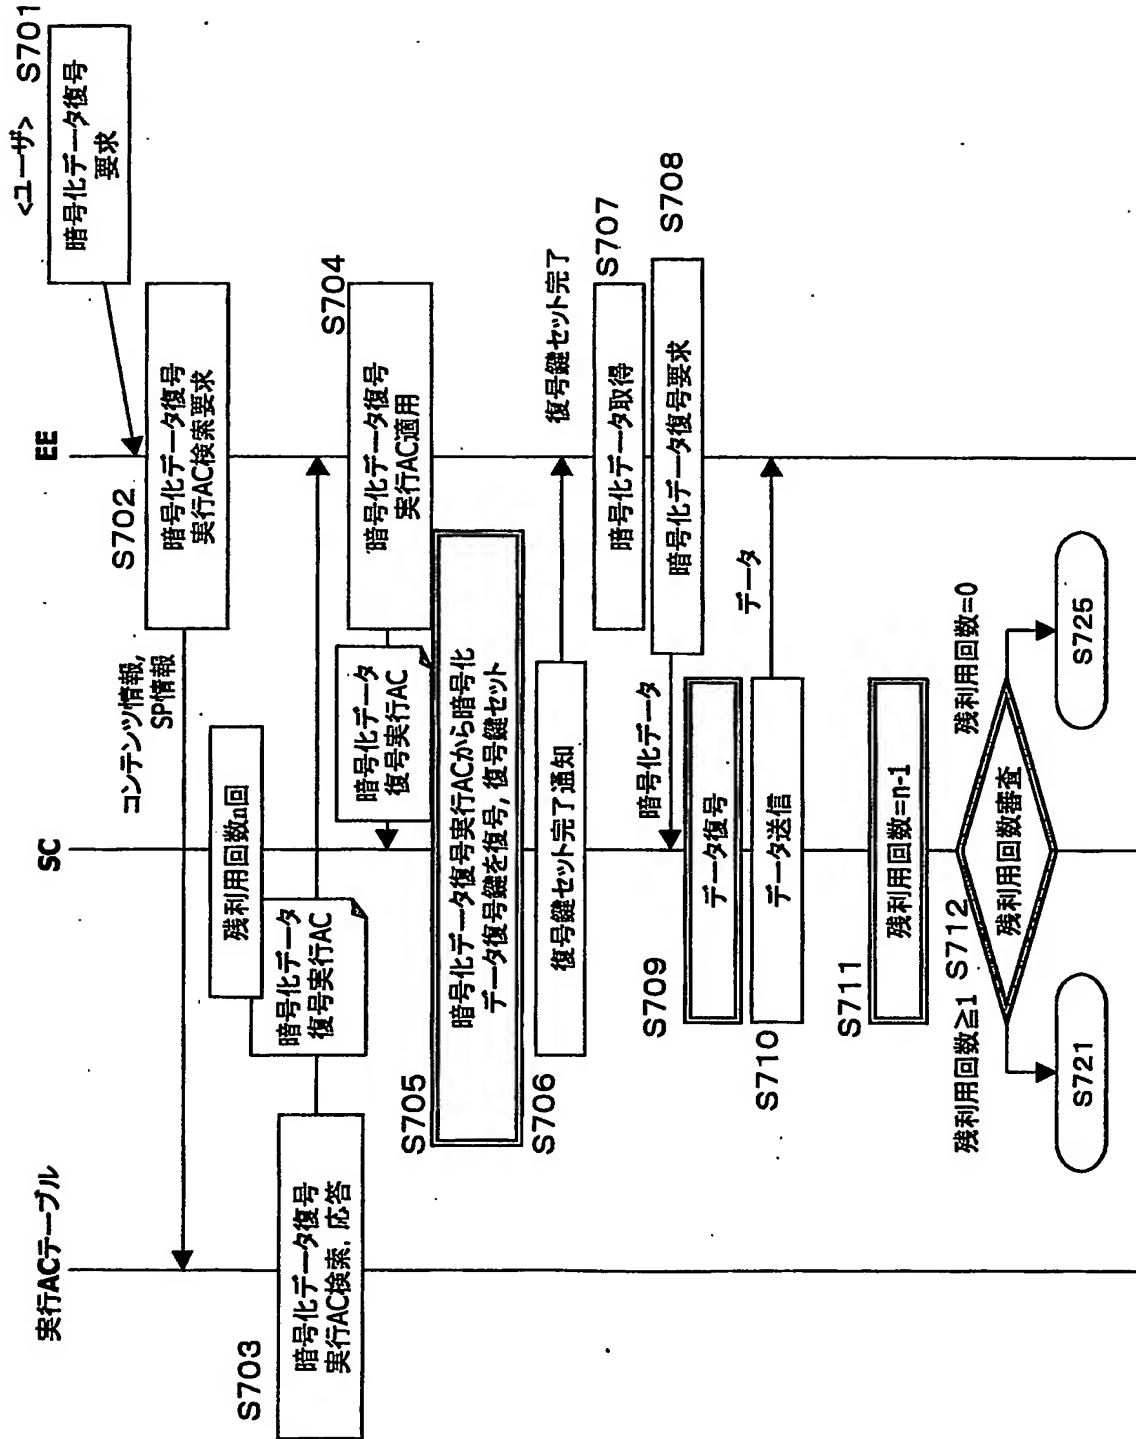 <ユーザ> S701
暗号化データ復号
要求
実行ACテーブル
SC
EE
S702
暗号化データ復号
実行AC検索要求
コンテンツ情報,
SP情報
S703
暗号化データ復号
実行AC検索, 応答
残利用回数n回
暗号化データ
復号実行AC
S704
暗号化データ復号
実行AC適用
暗号化データ
復号実行AC
S705
暗号化データ復号実行ACから暗号化
データ復号鍵を復号, 復号鍵セット
S706
復号鍵セット完了通知
復号鍵セット完了
S707
暗号化データ取得
S708
暗号化データ復号要求
暗号化データ
S709
データ復号
S710
データ送信
データ
S711
残利用回数=n-1
残利用回数≧1 S712
残利用回数審査
残利用回数=0
S721
S725